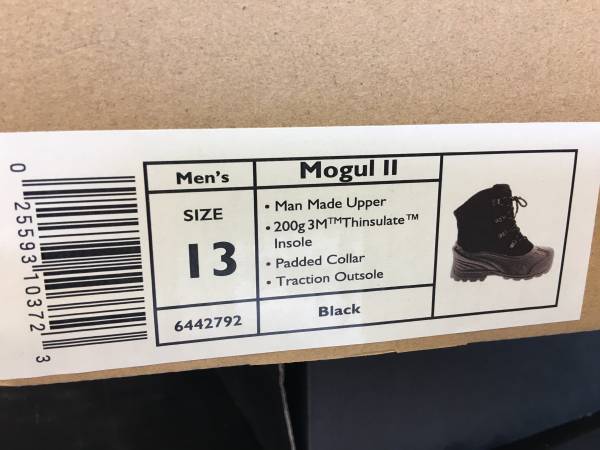 0 25593 10372 3
Men's
SIZE
13
6442792
Mogul II
• Man Made Upper
• 200g 3M™Thinsulate™
Insole
• Padded Collar
• Traction Outsole
Black